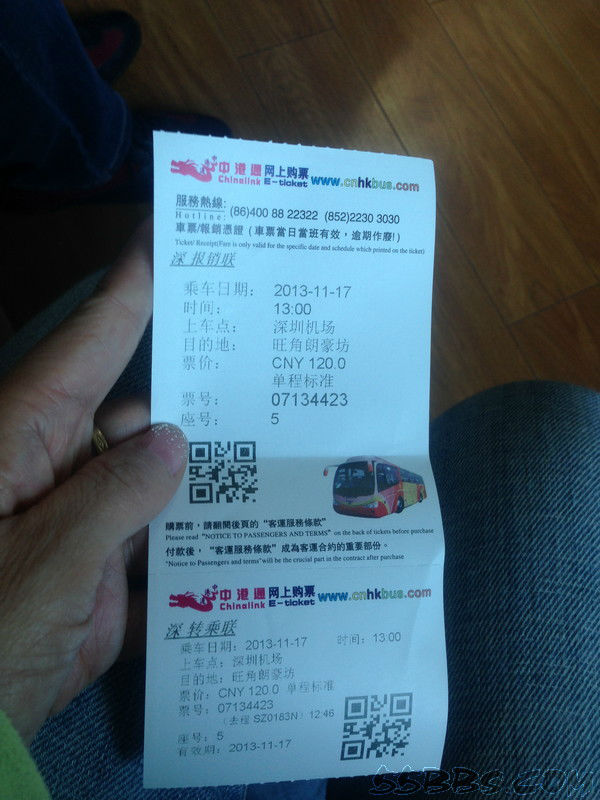 中港通 网上购票 www.cnhkbus.com
Chinalink E-ticket
服務熱線: (86)400 88 22322 (852)2230 3030
Hotline:
車票/報銷憑證 (車票當日當班有效，逾期作廢!)
Ticket/ Receipt(Fare is only valid for the specific date and schedule which printed on the ticket)
深 报销联
乘车日期: 2013-11-17
时间: 13:00
上车点: 深圳机场
目的地: 旺角朗豪坊
票价: CNY 120.0
单程标准
票号: 07134423
座号: 5
購票前，請翻閱後頁的“客運服務條款”
Please read "NOTICE TO PASSENGERS AND TERMS" on the back of tickets before purchase
付款後，“客運服務條款”成為客運合約的重要部份。
"Notice to Passengers and terms"will be the crucial part in the contract after purchase
中港通 网上购票 www.cnhkbus.com
Chinalink E-ticket
深 转乘联
乘车日期: 2013-11-17 时间: 13:00
上车点: 深圳机场
目的地: 旺角朗豪坊
票价: CNY 120.0 单程标准
票号: 07134423
(去程 SZ0183N) 12:46
座号: 5
有效期: 2013-11-17
66BBS.COM